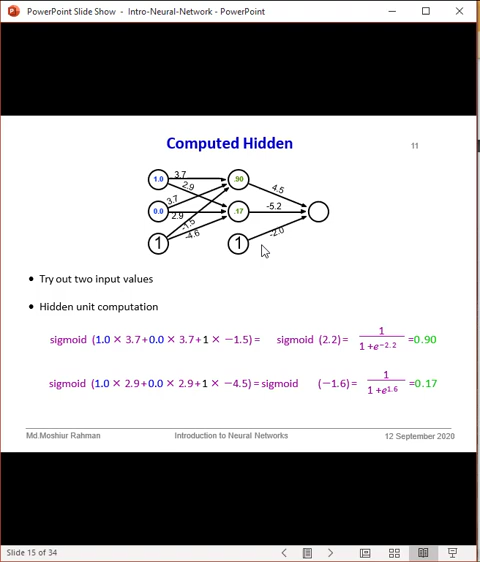 PowerPoint Slide Show - Intro-Neural-Network - PowerPoint
Computed Hidden
11
1.0 3.7 .90
2.9 4.5
3.7
0.0 2.9 .17 -5.2
-1.5
-4.6 -2.0
1 1
• Try out two input values
• Hidden unit computation
sigmoid (1.0 × 3.7+0.0 × 3.7+1 × −1.5) = sigmoid (2.2) = 1 / 1 +e^−2.2 =0.90
sigmoid (1.0 × 2.9+0.0 × 2.9+1 × −4.5) = sigmoid (−1.6) = 1 / 1 +e^1.6 =0.17
Md.Moshiur Rahman Introduction to Neural Networks 12 September 2020
Slide 15 of 34